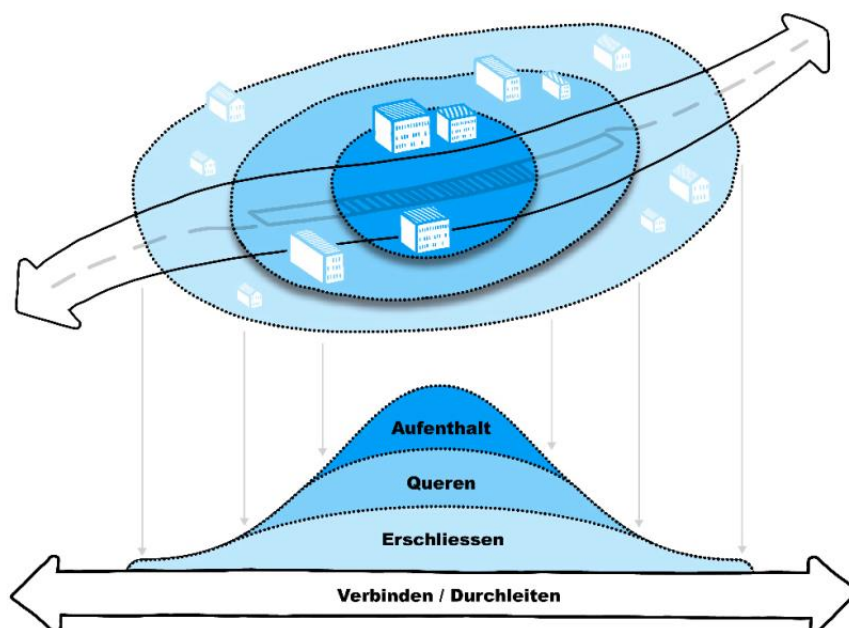 Aufenthalt
Queren
Erschliessen
Verbinden / Durchleiten